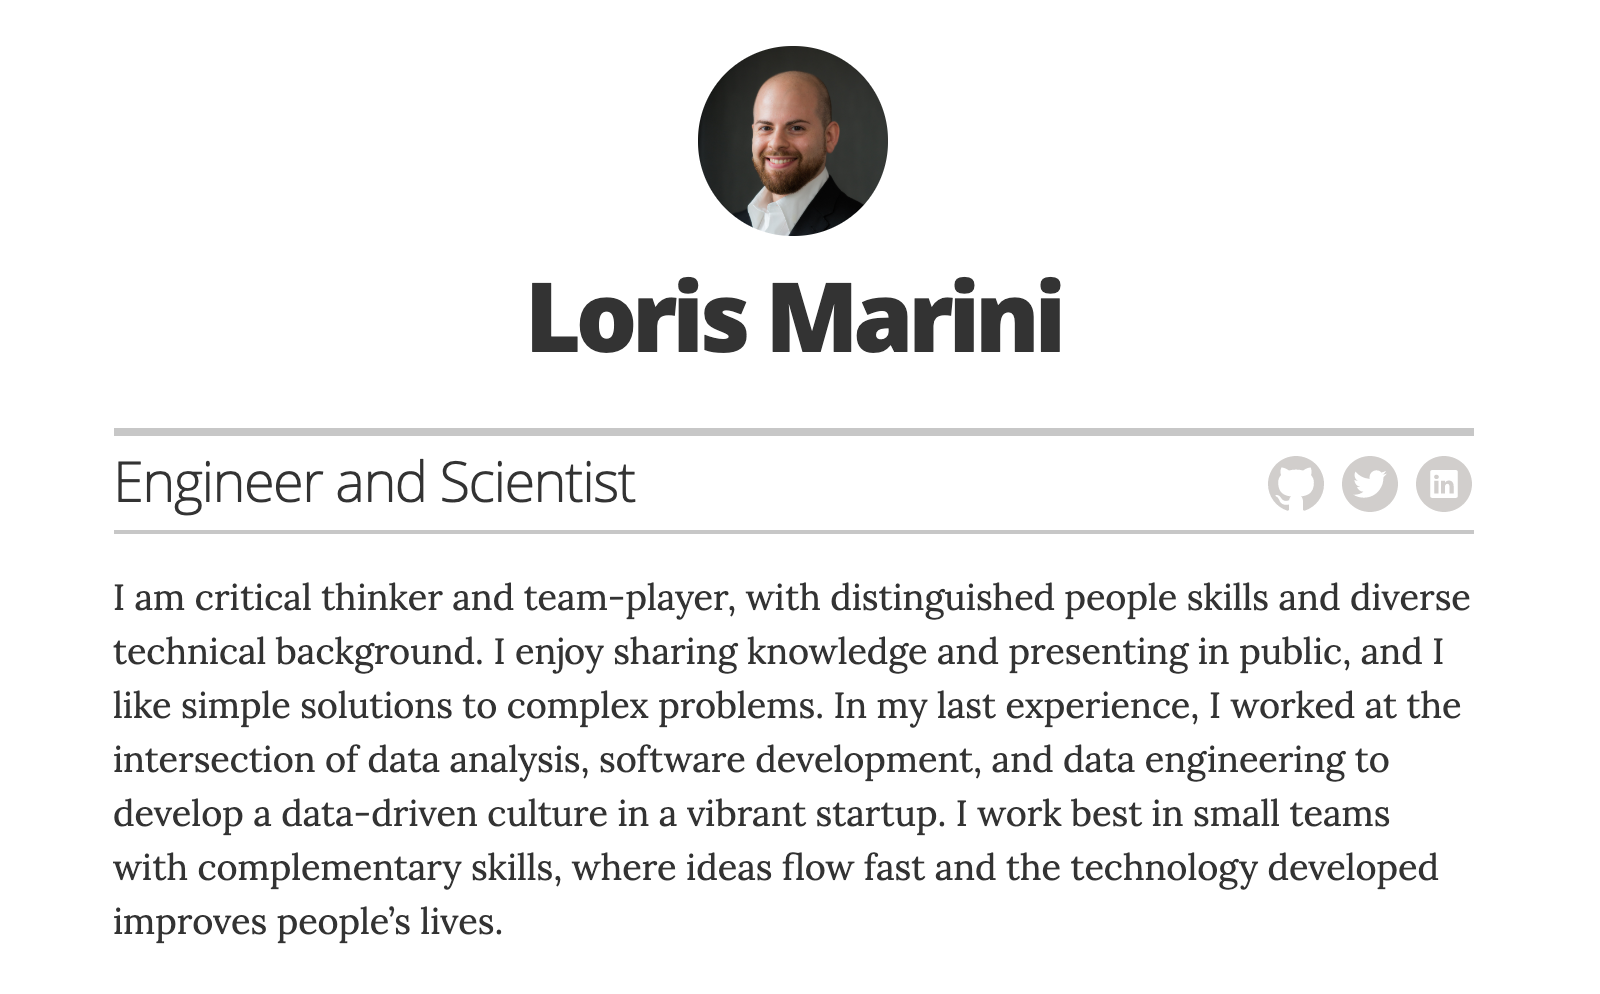 Loris Marini
Engineer and Scientist
I am critical thinker and team-player, with distinguished people skills and diverse
technical background. I enjoy sharing knowledge and presenting in public, and I
like simple solutions to complex problems. In my last experience, I worked at the
intersection of data analysis, software development, and data engineering to
develop a data-driven culture in a vibrant startup. I work best in small teams
with complementary skills, where ideas flow fast and the technology developed
improves people’s lives.